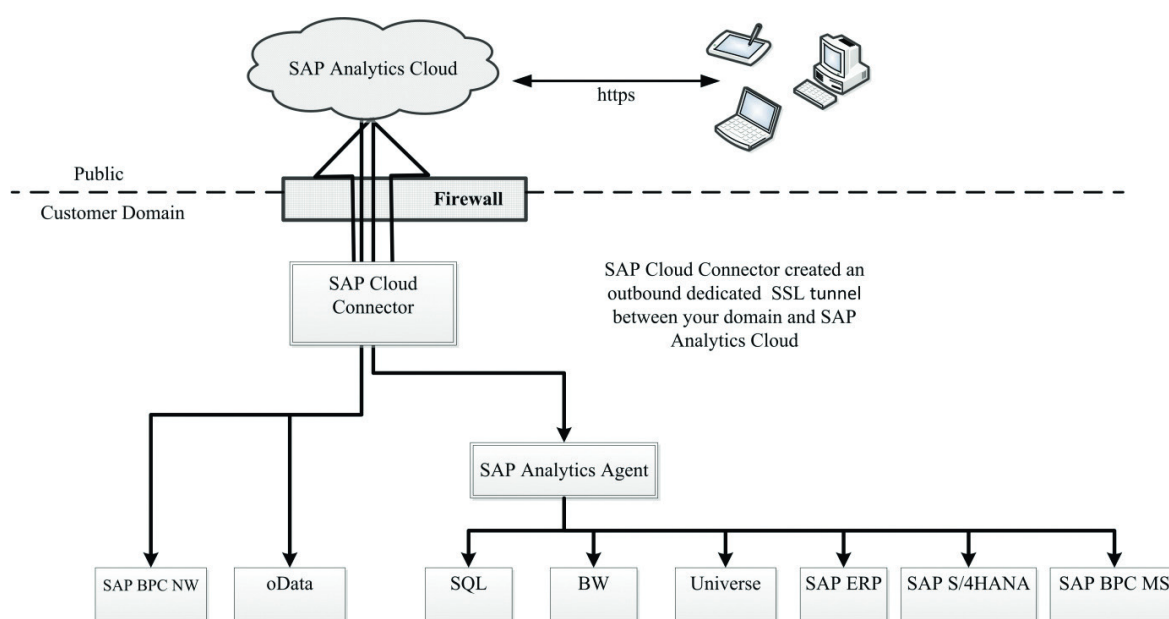 SAP Analytics Cloud
https
Public
Firewall
Customer Domain
SAP Cloud
Connector
SAP Cloud Connector created an
outbound dedicated SSL tunnel
between your domain and SAP
Analytics Cloud
SAP Analytics Agent
SAP BPC NW
oData
SQL
BW
Universe
SAP ERP
SAP S/4HANA
SAP BPC MS